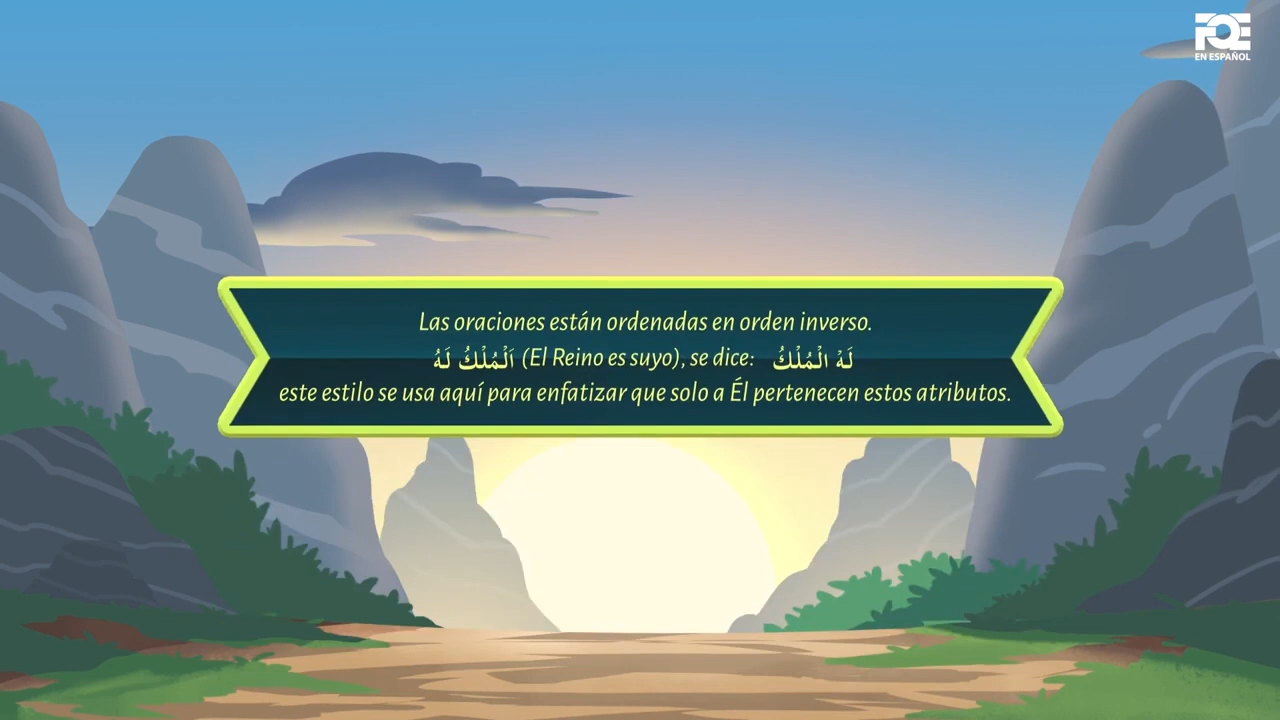 FQE
EN ESPAÑOL
Las oraciones están ordenadas en orden inverso.
اَلْمُلْكُ لَهُ (El Reino es suyo), se dice: لَهُ الْمُلْكُ
este estilo se usa aquí para enfatizar que solo a Él pertenecen estos atributos.